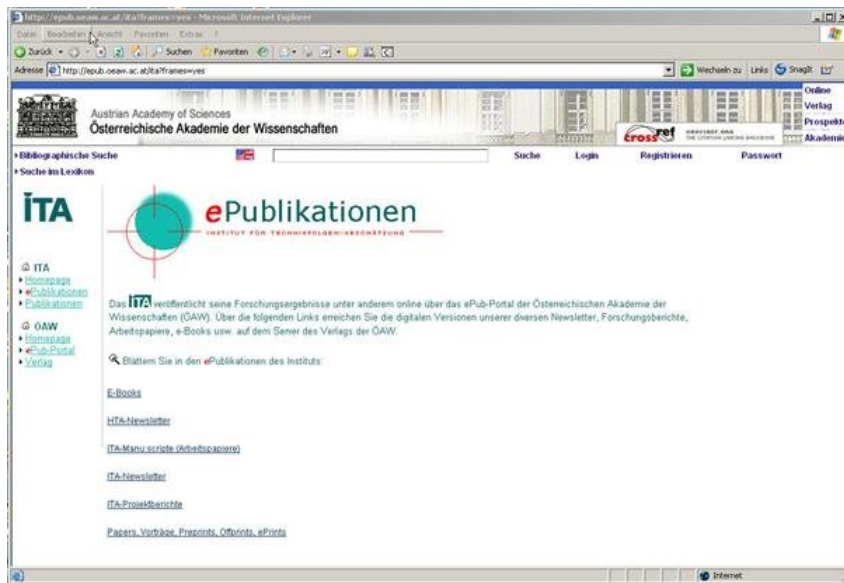 http://epub.oeaw.ac.at/ita?frames=yes - Microsoft Internet Explorer
Datei Bearbeiten Ansicht Favoriten Extras ?
Zurück Suchen Favoriten
Adresse http://epub.oeaw.ac.at/ita?frames=yes Wechseln zu Links SnagIt
Austrian Academy of Sciences
Österreichische Akademie der Wissenschaften
crossref CROSSREF.ORG
THE CITATION LINKING BACKBONE
Online
Verlag
Prospekte
Akademie
Bibliographische Suche Suche Login Registrieren Passwort
Suche im Lexikon
ITA
ePublikationen
INSTITUT FÜR TECHNIKFOLGEN-ABSCHÄTZUNG
ITA
Homepage
ePublikationen
Publikationen
ÖAW
Homepage
ePub-Portal
Verlag
Das ITA veröffentlicht seine Forschungsergebnisse unter anderem online über das ePub-Portal der Österreichischen Akademie der
Wissenschaften (ÖAW). Über die folgenden Links erreichen Sie die digitalen Versionen unserer diversen Newsletter, Forschungsberichte,
Arbeitspapiere, e-Books usw. auf dem Server des Verlags der ÖAW.
Blättern Sie in den ePublikationen des Instituts:
E-Books
HTA-Newsletter
ITA-Manu:scripte (Arbeitspapiere)
ITA-Newsletter
ITA-Projektberichte
Papers, Vorträge, Preprints, Offprints, ePrints
Internet